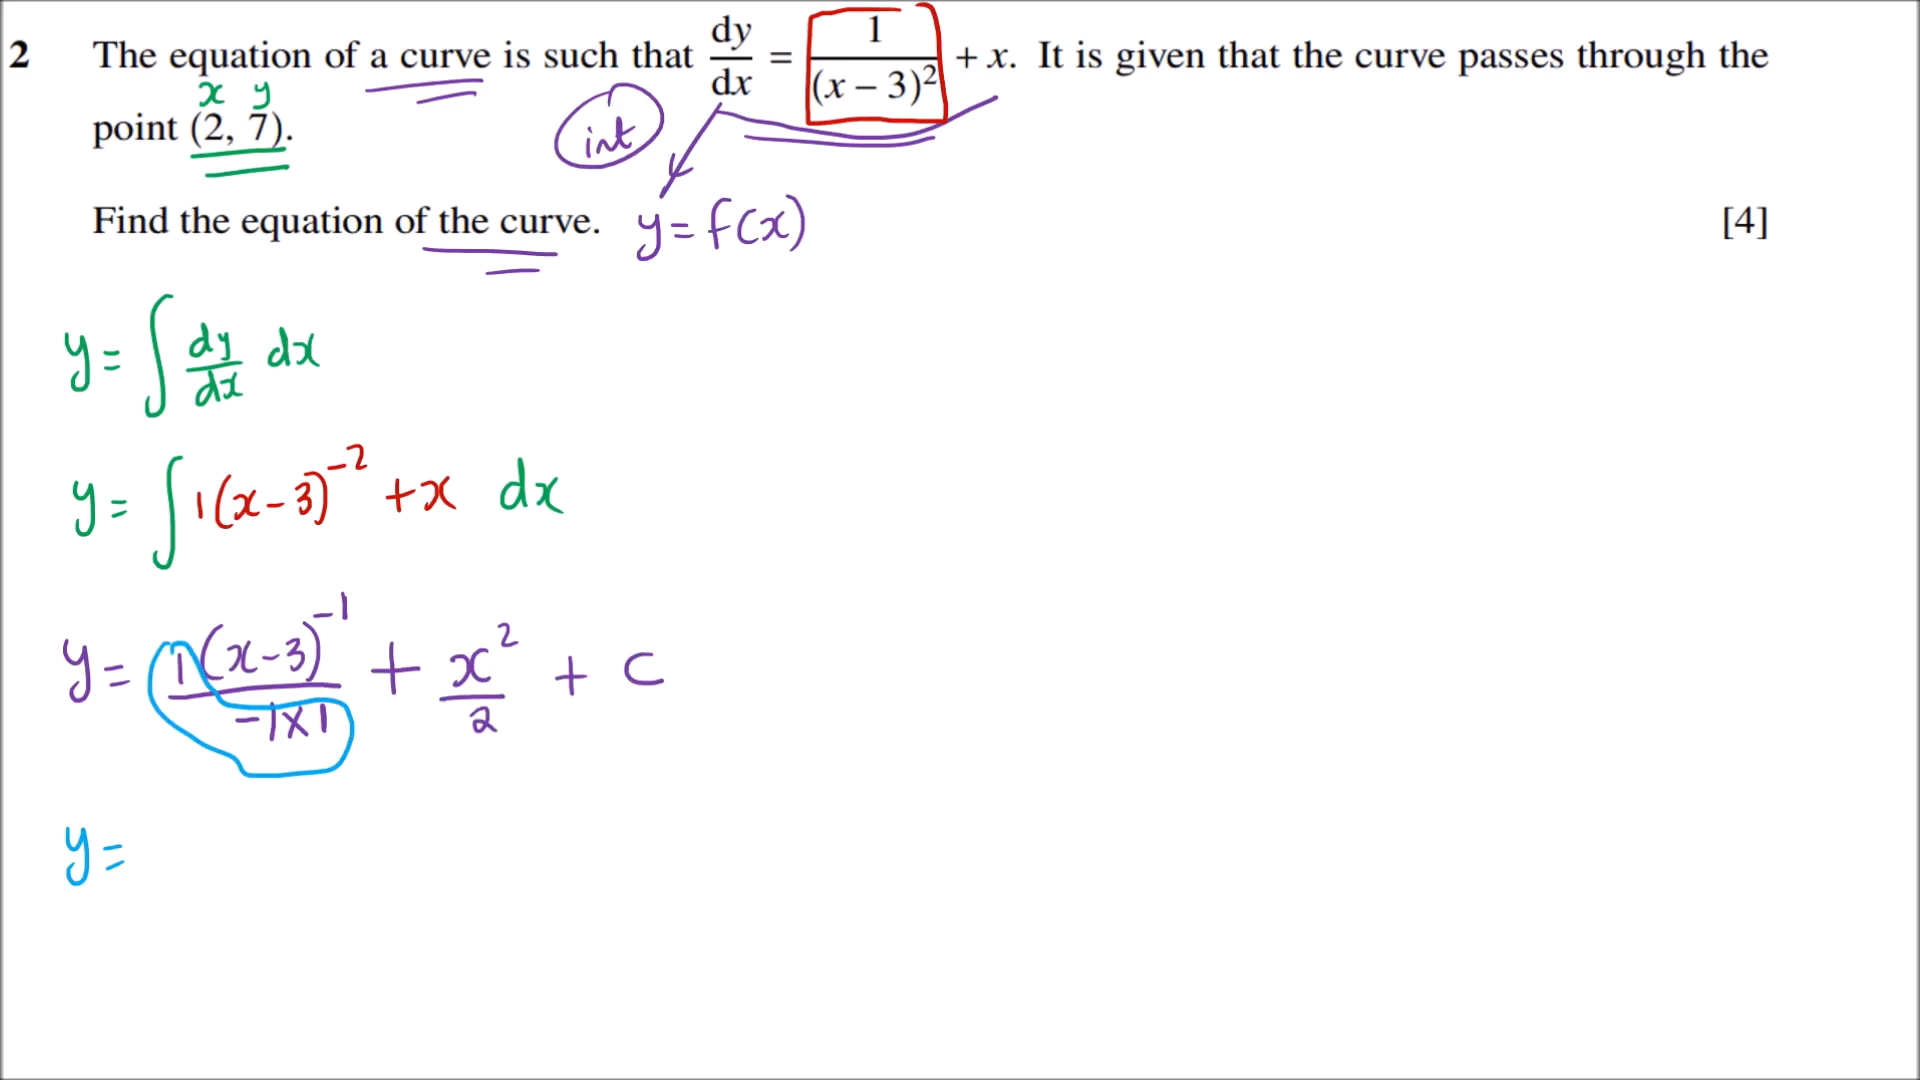 2 The equation of a curve is such that dy/dx = 1/(x − 3)² + x. It is given that the curve passes through the
x y
point (2, 7).
int
Find the equation of the curve. y = f(x) [4]
y = ∫ dy/dx dx
y = ∫ 1(x-3)⁻² + x dx
y = 1(x-3)⁻¹/-1×1 + x²/2 + c
y =